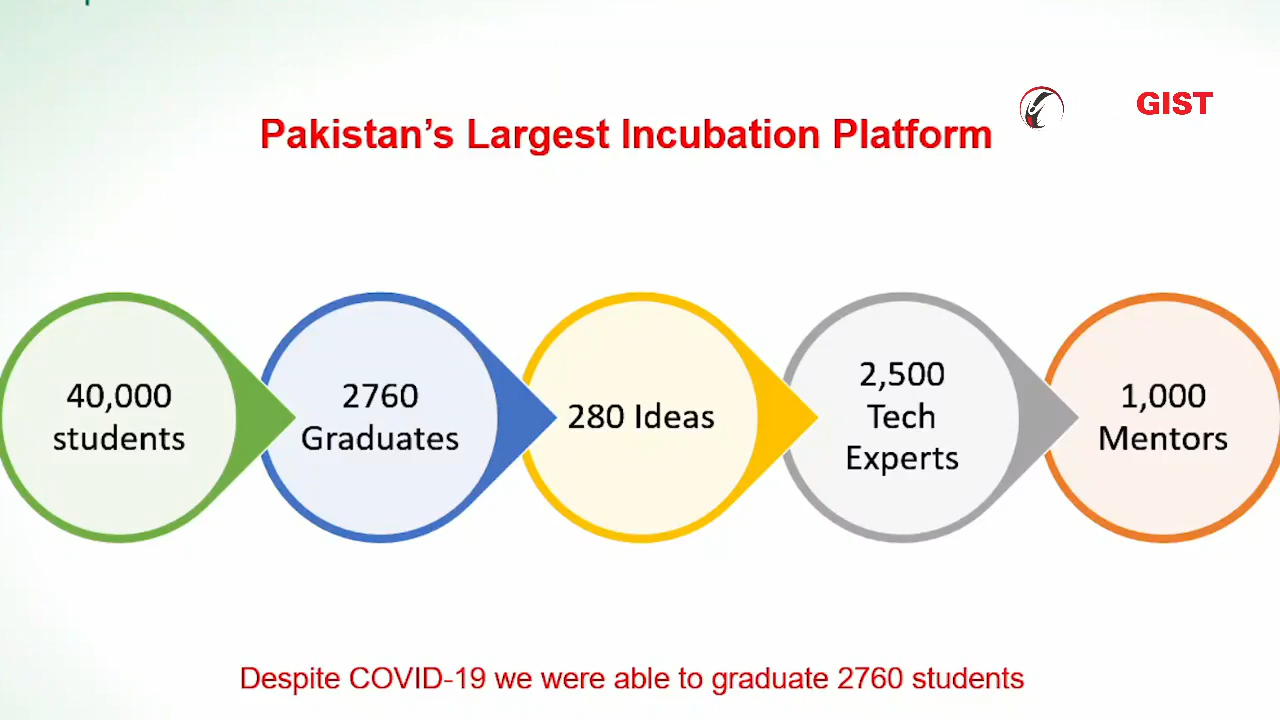 Pakistan’s Largest Incubation Platform
GIST
40,000
students
2760
Graduates
280 Ideas
2,500
Tech
Experts
1,000
Mentors
Despite COVID-19 we were able to graduate 2760 students